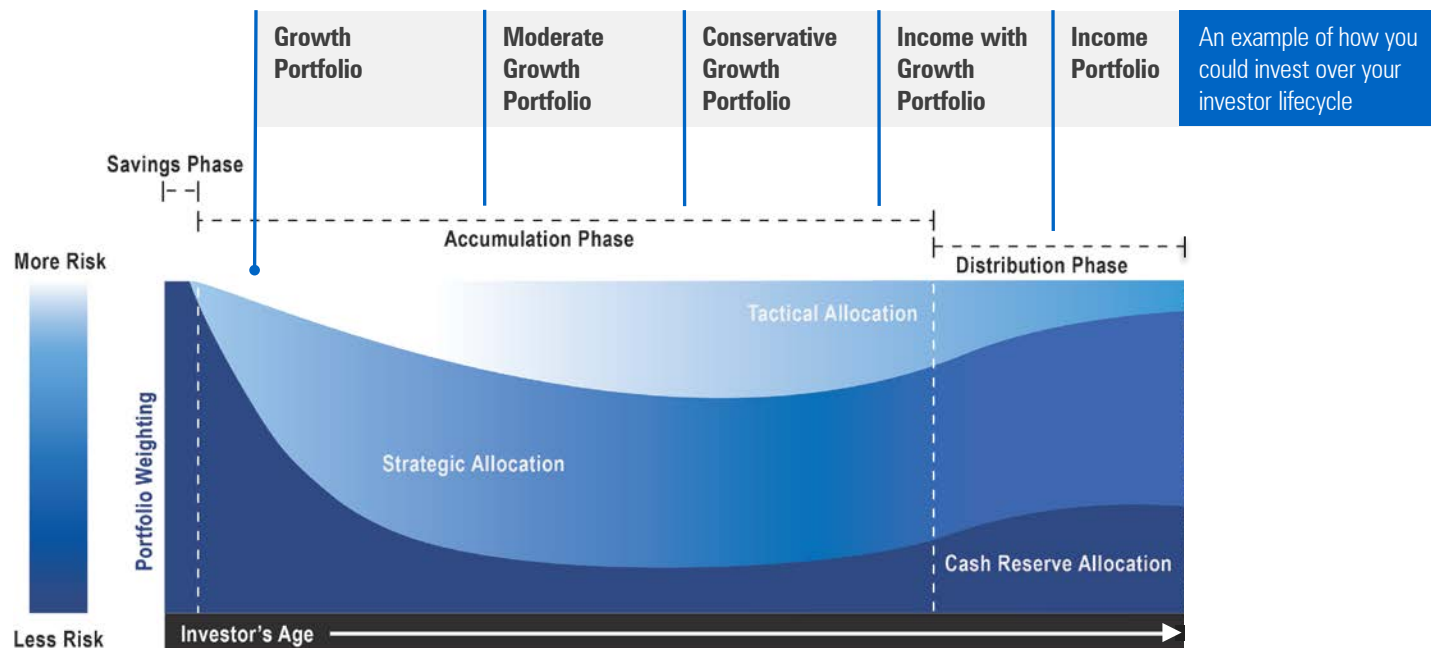 Growth
Portfolio
Moderate
Growth
Portfolio
Conservative
Growth
Portfolio
Income with
Growth
Portfolio
Income
Portfolio
An example of how you
could invest over your
investor lifecycle
Savings Phase
Accumulation Phase
Distribution Phase
More Risk
Less Risk
Portfolio Weighting
Tactical Allocation
Strategic Allocation
Cash Reserve Allocation
Investor's Age